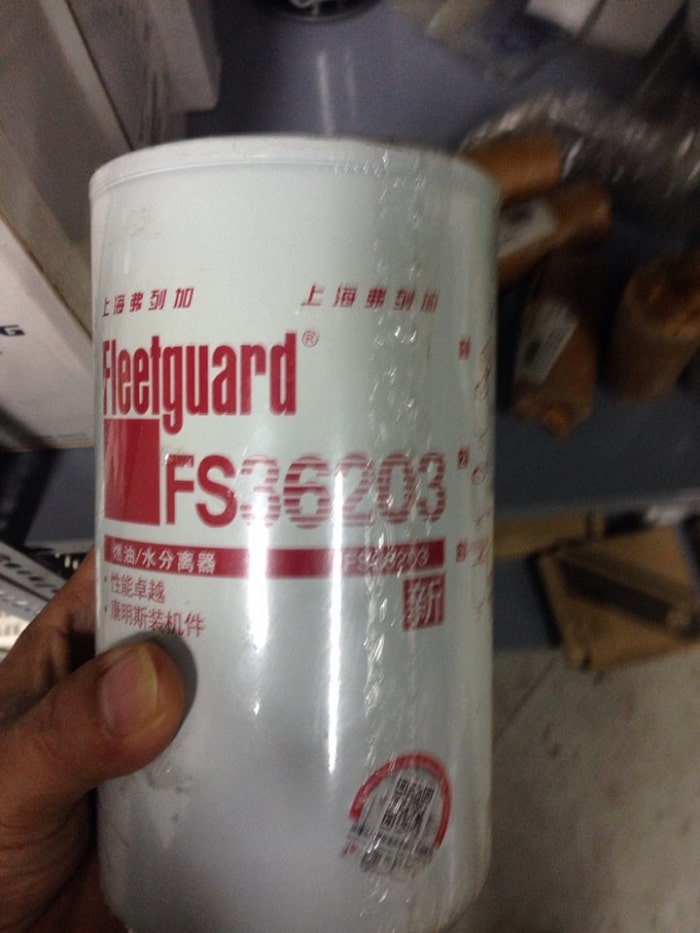 上海弗列加 上海弗列加
Fleetguard®
FS36203
燃油/水分离器 FS36203
· 性能卓越
· 康明斯装机件
新